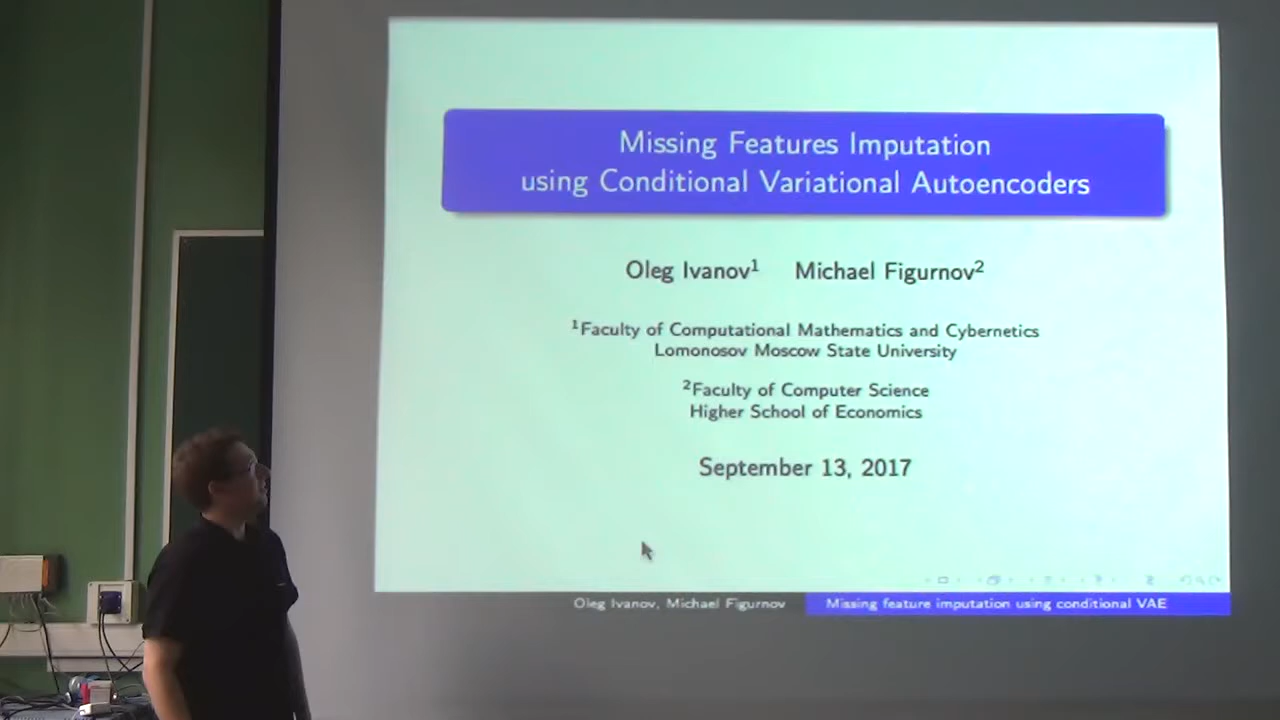 Missing Features Imputation
using Conditional Variational Autoencoders
Oleg Ivanov¹ Michael Figurnov²
¹Faculty of Computational Mathematics and Cybernetics
Lomonosov Moscow State University
²Faculty of Computer Science
Higher School of Economics
September 13, 2017
Oleg Ivanov, Michael Figurnov Missing feature imputation using conditional VAE